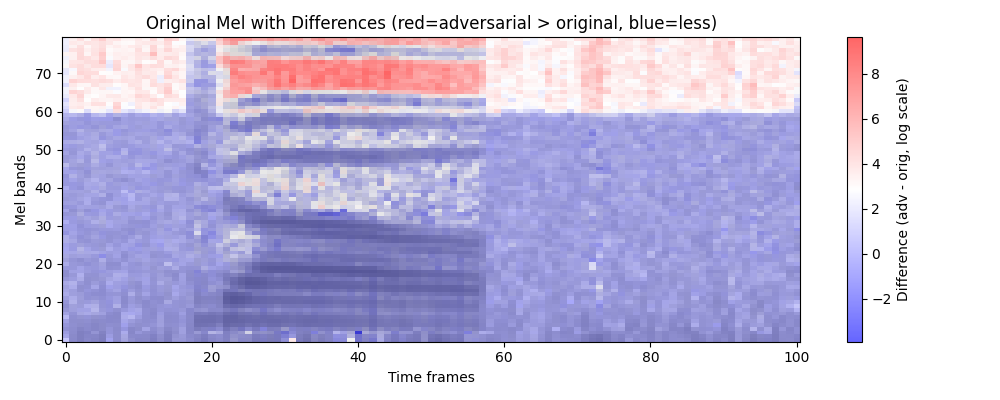 Original Mel with Differences (red=adversarial > original, blue=less)
Mel bands
70
60
50
40
30
20
10
0
0 20 40 60 80 100
Time frames
8
6
4
2
0
−2
Difference (adv - orig, log scale)